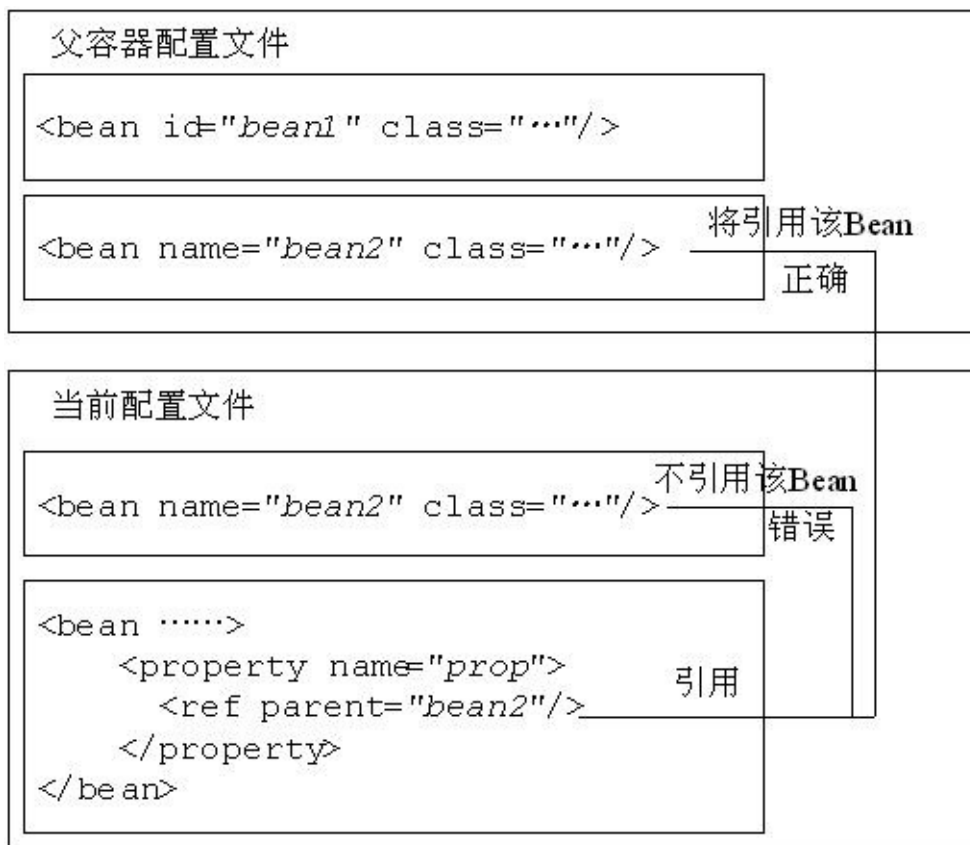 父容器配置文件
<bean id="bean1" class="…"/>
<bean name="bean2" class="…"/>
将引用该Bean
正确
当前配置文件
不引用该Bean
<bean name="bean2" class="…"/>
错误
<bean ……>
<property name="prop">
引用
<ref parent="bean2"/>
</property>
</bean>